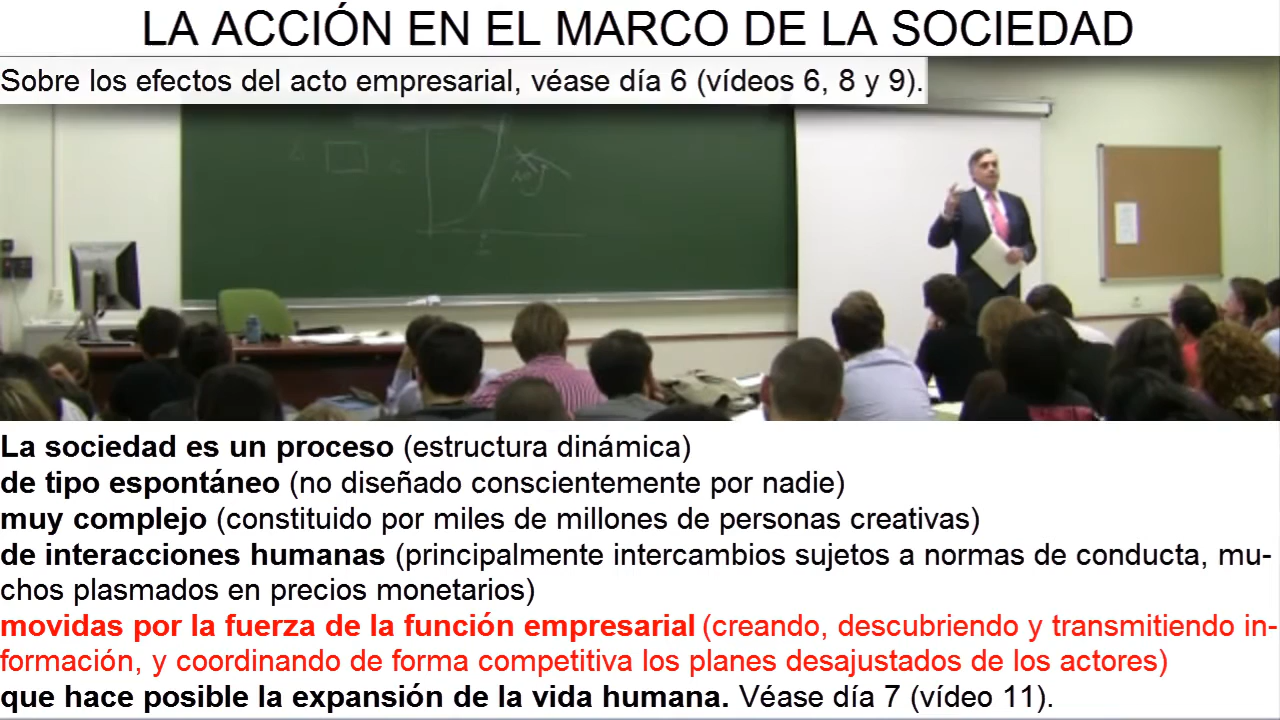 LA ACCIÓN EN EL MARCO DE LA SOCIEDAD
Sobre los efectos del acto empresarial, véase día 6 (vídeos 6, 8 y 9).
La sociedad es un proceso (estructura dinámica)
de tipo espontáneo (no diseñado conscientemente por nadie)
muy complejo (constituido por miles de millones de personas creativas)
de interacciones humanas (principalmente intercambios sujetos a normas de conducta, mu-
chos plasmados en precios monetarios)
movidas por la fuerza de la función empresarial (creando, descubriendo y transmitiendo in-
formación, y coordinando de forma competitiva los planes desajustados de los actores)
que hace posible la expansión de la vida humana. Véase día 7 (vídeo 11).